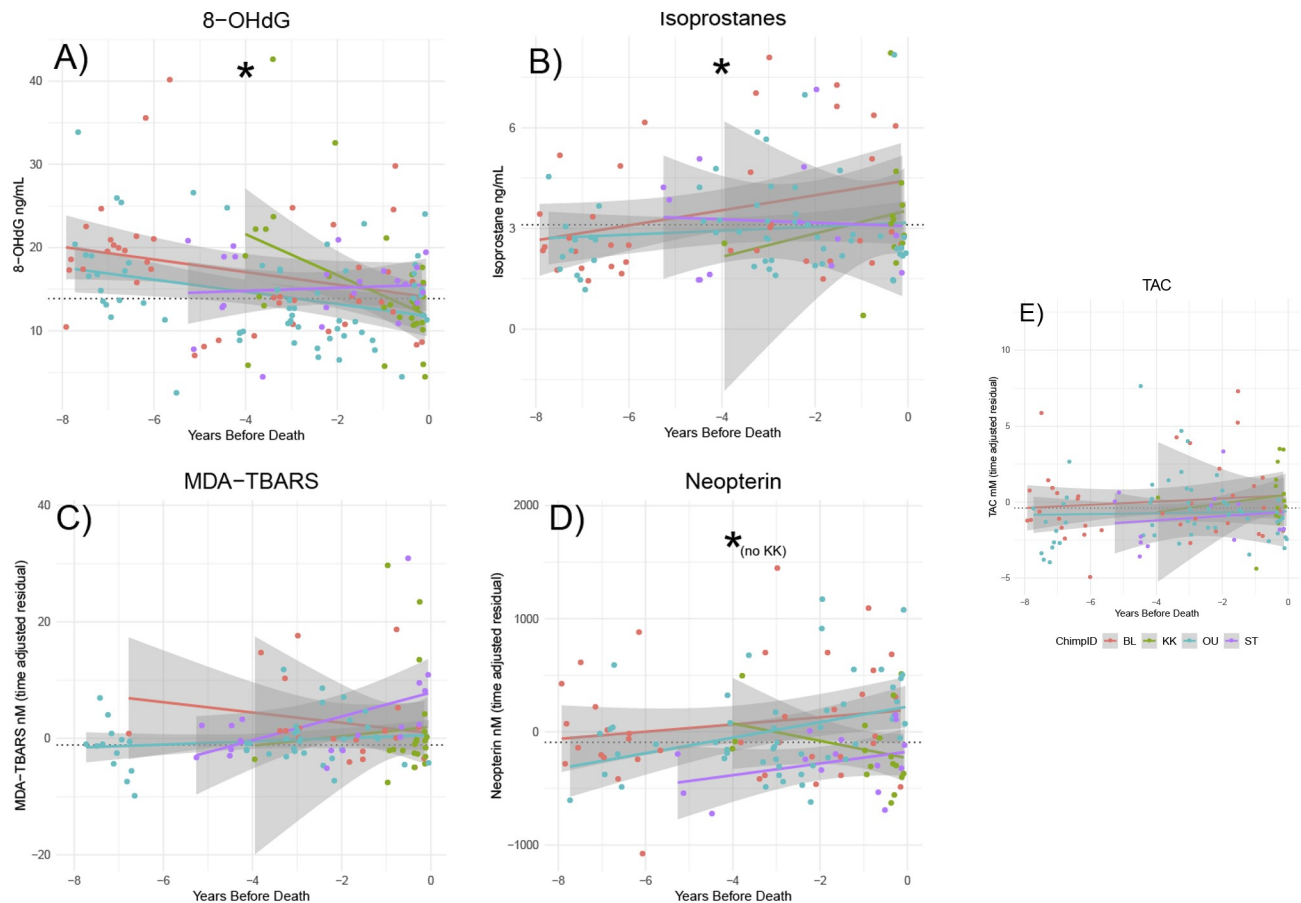 8−OHdG
A)
*
8-OHdG ng/mL
40
30
20
10
−8
−6
−4
−2
0
Years Before Death
Isoprostanes
B)
*
Isoprostane ng/mL
6
3
0
−8
−6
−4
−2
0
Years Before Death
MDA−TBARS
C)
MDA−TBARS nM (time adjusted residual)
40
20
0
−20
−8
−6
−4
−2
0
Years Before Death
Neopterin
D)
*(no KK)
Neopterin nM (time adjusted residual)
2000
1000
0
−1000
−8
−6
−4
−2
0
Years Before Death
TAC
E)
TAC mM (time adjusted residual)
10
5
0
−5
−8
−6
−4
−2
0
Years Before Death
ChimpID BL KK OU ST